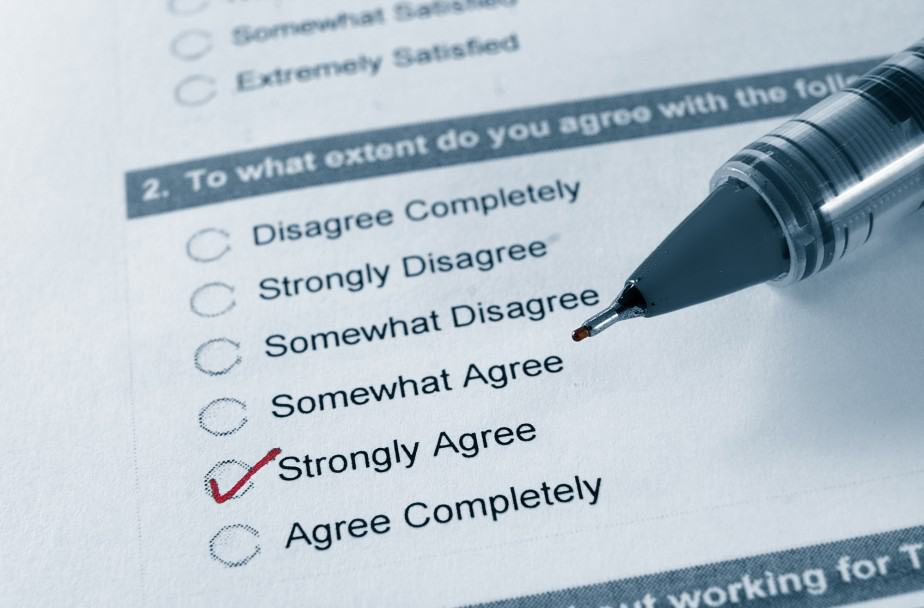 Somewhat Satisfied
Extremely Satisfied
2. To what extent do you agree with the
Disagree Completely
Strongly Disagree
Somewhat Disagree
Somewhat Agree
Strongly Agree
Agree Completely
working for